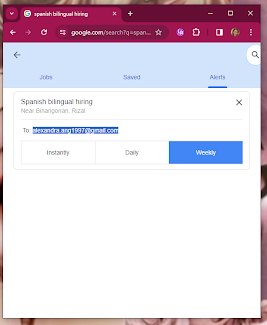 spanish bilingual hiring
google.com/search?q=span...
Jobs
Saved
Alerts
Spanish bilingual hiring
Near Binangonan, Rizal
To: alexandra.ang1997@gmail.com
Instantly
Daily
Weekly